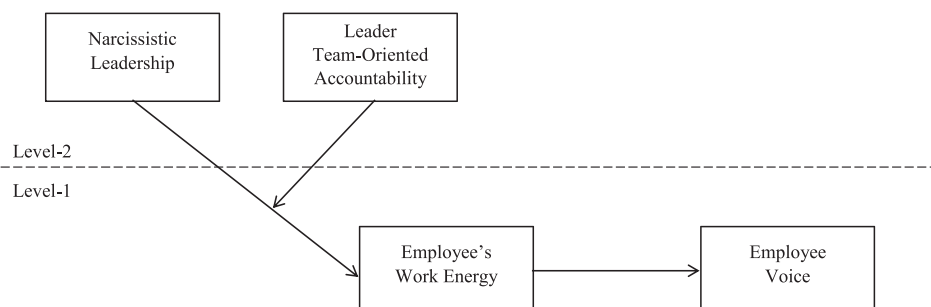 Narcissistic
Leadership
Leader
Team-Oriented
Accountability
Level-2
Level-1
Employee's
Work Energy
Employee
Voice